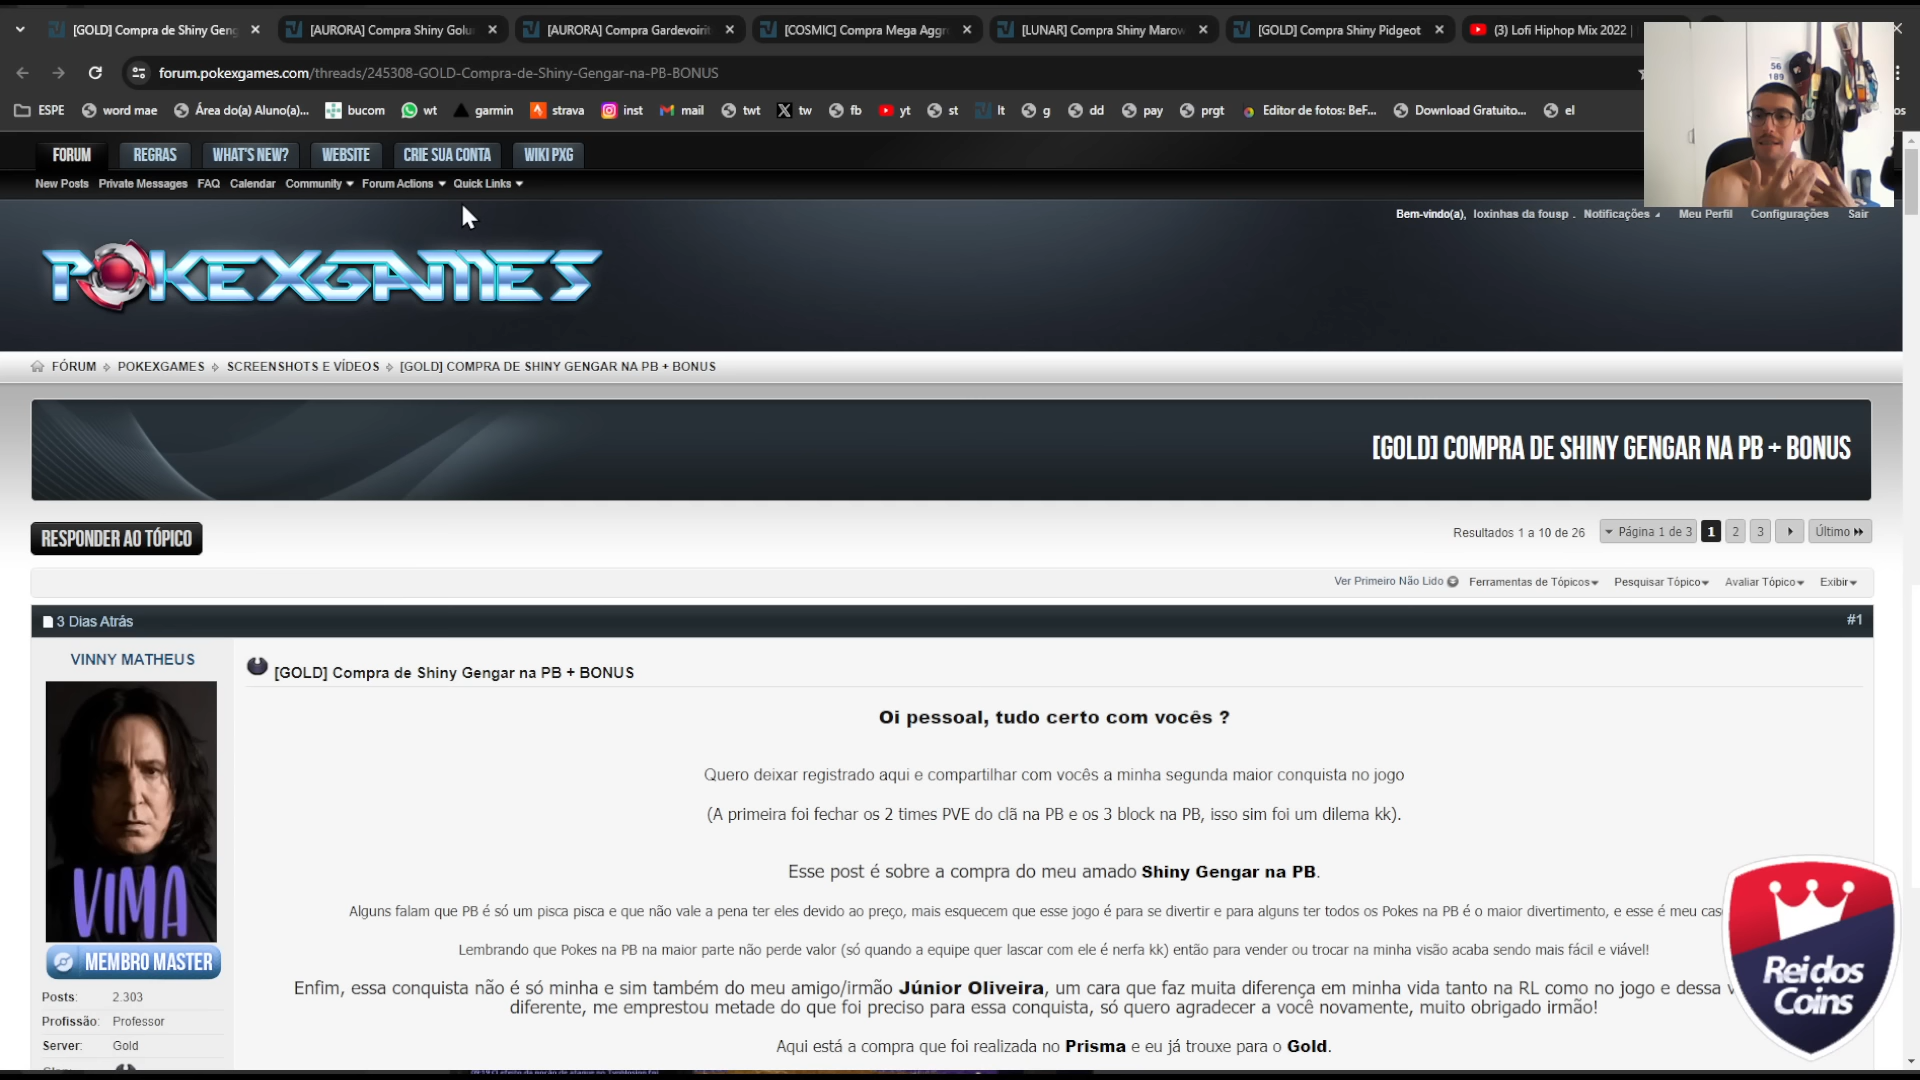 [GOLD] Compra de Shiny Geng
[AURORA] Compra Shiny Golu
[AURORA] Compra Gardevoirit
[COSMIC] Compra Mega Aggr
[LUNAR] Compra Shiny Marow
[GOLD] Compra Shiny Pidgeot
(3) Lofi Hiphop Mix 2022
forum.pokexgames.com/threads/245308-GOLD-Compra-de-Shiny-Gengar-na-PB-BONUS
ESPE word mae Área do(a) Aluno(a)... bucom wt garmin strava inst mail twt tw fb yt st lt g dd pay prgt Editor de fotos: BeF... Download Gratuito... el
os
FORUM REGRAS WHAT'S NEW? WEBSITE CRIE SUA CONTA WIKI PXG
New Posts Private Messages FAQ Calendar Community Forum Actions Quick Links
Bem-vindo(a), loxinhas da fousp . Notificações Meu Perfil Configurações Sair
56
189
POKEXGAMES
FÓRUM POKEXGAMES SCREENSHOTS E VÍDEOS [GOLD] COMPRA DE SHINY GENGAR NA PB + BONUS
[GOLD] COMPRA DE SHINY GENGAR NA PB + BONUS
RESPONDER AO TÓPICO
Resultados 1 a 10 de 26 Página 1 de 3 1 2 3 Último
Ver Primeiro Não Lido Ferramentas de Tópicos Pesquisar Tópico Avaliar Tópico Exibir
3 Dias Atrás #1
VINNY MATHEUS
VIMA
MEMBRO MASTER
Posts: 2.303
Profissão: Professor
Server: Gold
[GOLD] Compra de Shiny Gengar na PB + BONUS
Oi pessoal, tudo certo com vocês ?
Quero deixar registrado aqui e compartilhar com vocês a minha segunda maior conquista no jogo
(A primeira foi fechar os 2 times PVE do clã na PB e os 3 block na PB, isso sim foi um dilema kk).
Esse post é sobre a compra do meu amado Shiny Gengar na PB.
Alguns falam que PB é só um pisca pisca e que não vale a pena ter eles devido ao preço, mais esquecem que esse jogo é para se divertir e para alguns ter todos os Pokes na PB é o maior divertimento, e esse é meu cas
Lembrando que Pokes na PB na maior parte não perde valor (só quando a equipe quer lascar com ele é nerfa kk) então para vender ou trocar na minha visão acaba sendo mais fácil e viável!
Enfim, essa conquista não é só minha e sim também do meu amigo/irmão Júnior Oliveira, um cara que faz muita diferença em minha vida tanto na RL como no jogo e dessa v
diferente, me emprestou metade do que foi preciso para essa conquista, só quero agradecer a você novamente, muito obrigado irmão!
Aqui está a compra que foi realizada no Prisma e eu já trouxe para o Gold.
Rei dos
Coins